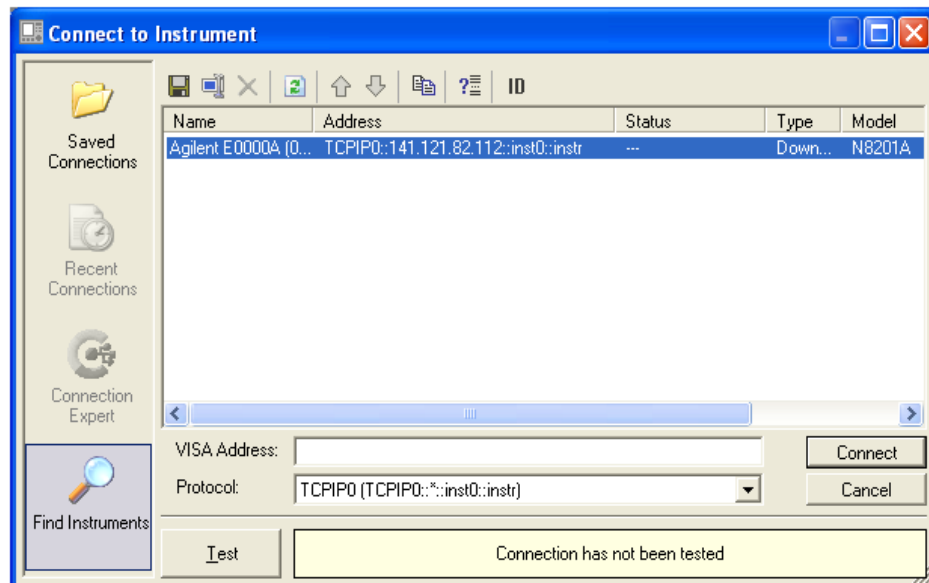 Connect to Instrument
Saved
Connections
Recent
Connections
Connection
Expert
Find Instruments
ID
Name Address Status Type Model
Agilent E0000A (0... TCPIP0::141.121.82.112::inst0::instr --- Down... N8201A
VISA Address:
Connect
Protocol: TCPIP0 (TCPIP0::*::inst0::instr)
Cancel
Test
Connection has not been tested